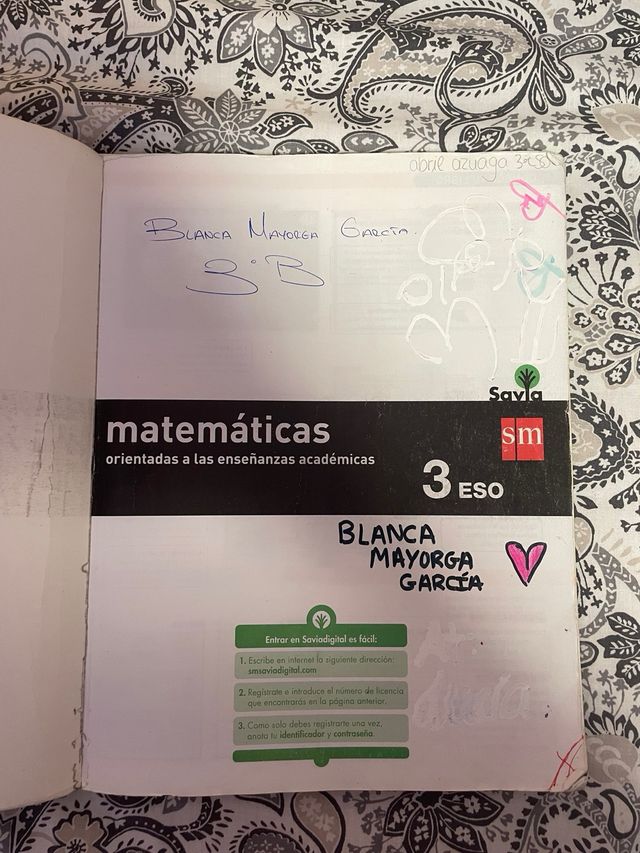 abril azuaga 3º
BLANCA MAYORGA GARCÍA.
3ºB
Savia
matemáticas
sm
orientadas a las enseñanzas académicas
3 ESO
BLANCA
MAYORGA
GARCÍA
Entrar en Saviadigital es fácil:
1. Escribe en internet la siguiente dirección:
smsaviadigital.com
2. Regístrate e introduce el número de licencia
que encontrarás en la página anterior.
3. Como solo debes registrarte una vez,
anota tu identificador y contraseña.